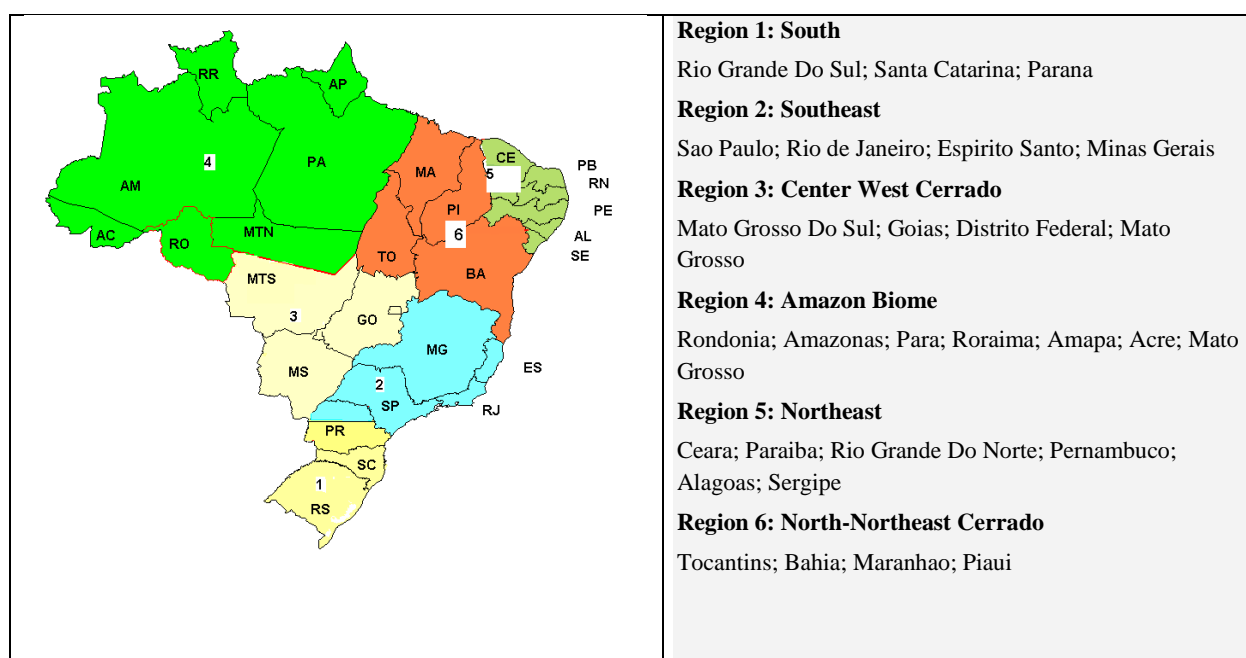 RR
AP
4
PA
AM
AC
RO
MTN
MA
CE
5
PB
RN
PE
AL
SE
PI
6
TO
BA
MTS
3
GO
MS
MG
ES
2
SP
RJ
PR
SC
1
RS
Region 1: South
Rio Grande Do Sul; Santa Catarina; Parana
Region 2: Southeast
Sao Paulo; Rio de Janeiro; Espirito Santo; Minas Gerais
Region 3: Center West Cerrado
Mato Grosso Do Sul; Goias; Distrito Federal; Mato
Grosso
Region 4: Amazon Biome
Rondonia; Amazonas; Para; Roraima; Amapa; Acre; Mato
Grosso
Region 5: Northeast
Ceara; Paraiba; Rio Grande Do Norte; Pernambuco;
Alagoas; Sergipe
Region 6: North-Northeast Cerrado
Tocantins; Bahia; Maranhao; Piaui